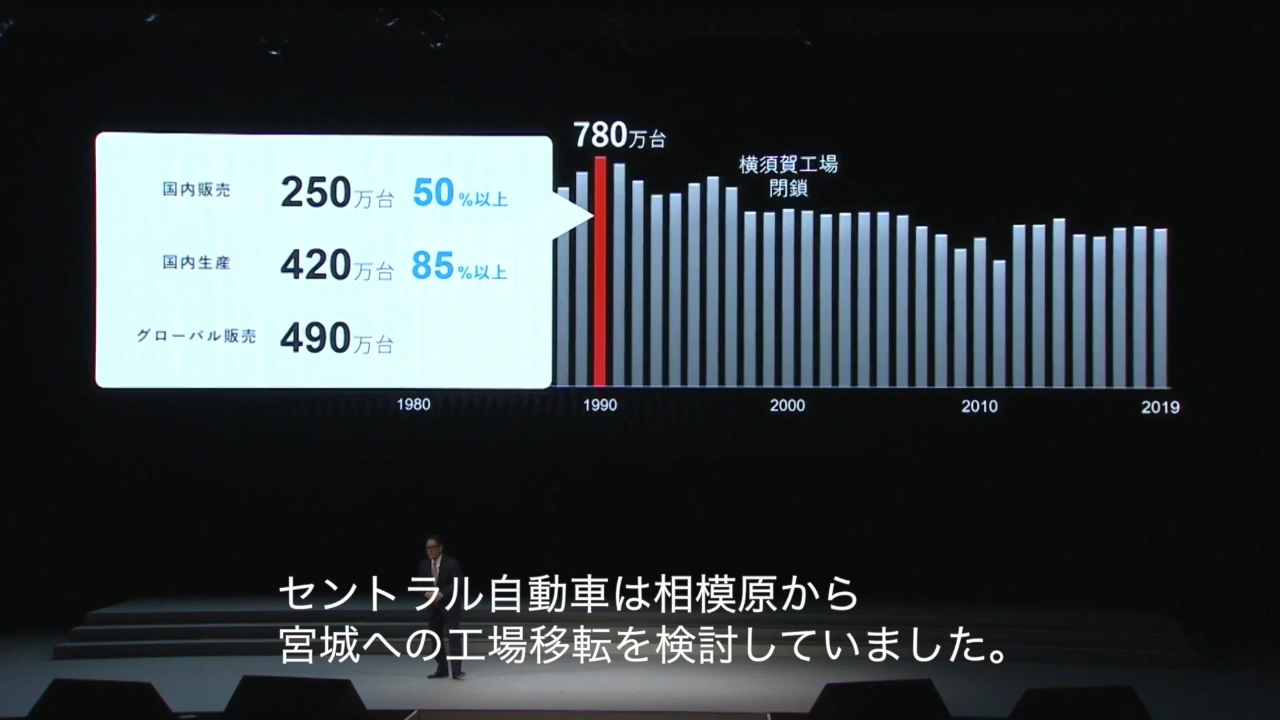 780万台
横須賀工場
閉鎖
国内販売 250万台 50%以上
国内生産 420万台 85%以上
グローバル販売 490万台
1980 1990 2000 2010 2019
セントラル自動車は相模原から
宮城への工場移転を検討していました。